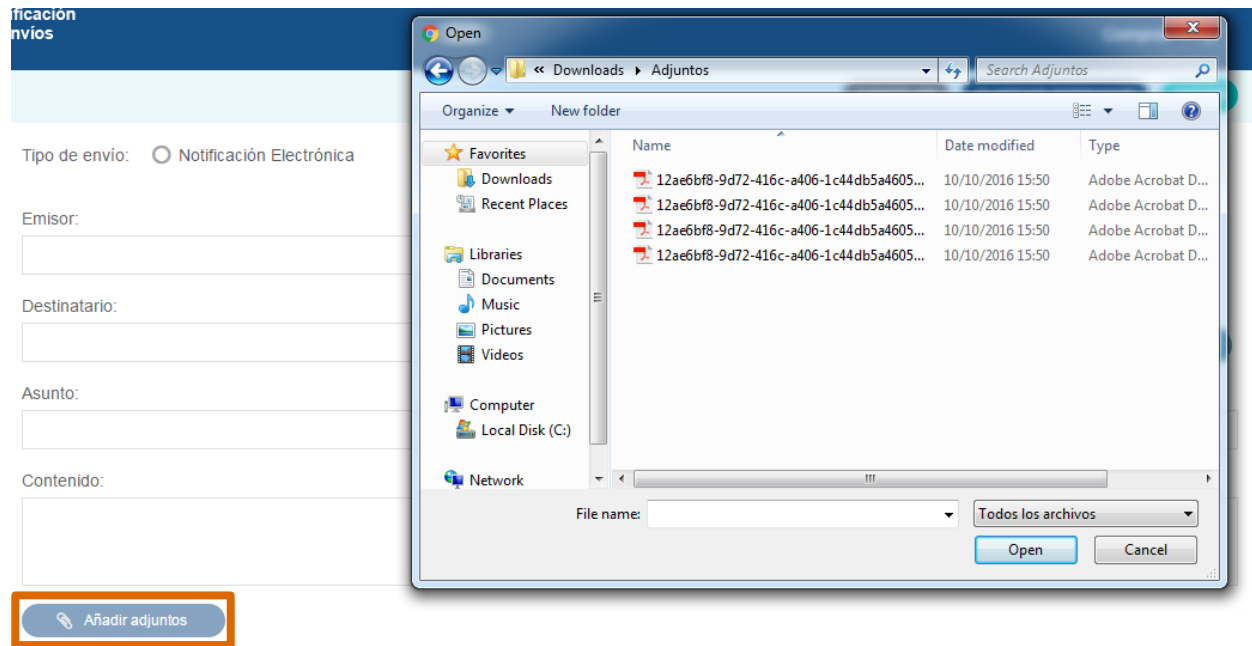 ficación
nvíos
Tipo de envío: Notificación Electrónica
Emisor:
Destinatario:
Asunto:
Contenido:
Añadir adjuntos
Open
« Downloads Adjuntos
Search Adjuntos
Organize New folder
Favorites
Downloads
Recent Places
Libraries
Documents
Music
Pictures
Videos
Computer
Local Disk (C:)
Network
Name Date modified Type
12ae6bf8-9d72-416c-a406-1c44db5a4605... 10/10/2016 15:50 Adobe Acrobat D...
12ae6bf8-9d72-416c-a406-1c44db5a4605... 10/10/2016 15:50 Adobe Acrobat D...
12ae6bf8-9d72-416c-a406-1c44db5a4605... 10/10/2016 15:50 Adobe Acrobat D...
12ae6bf8-9d72-416c-a406-1c44db5a4605... 10/10/2016 15:50 Adobe Acrobat D...
File name: Todos los archivos
Open Cancel